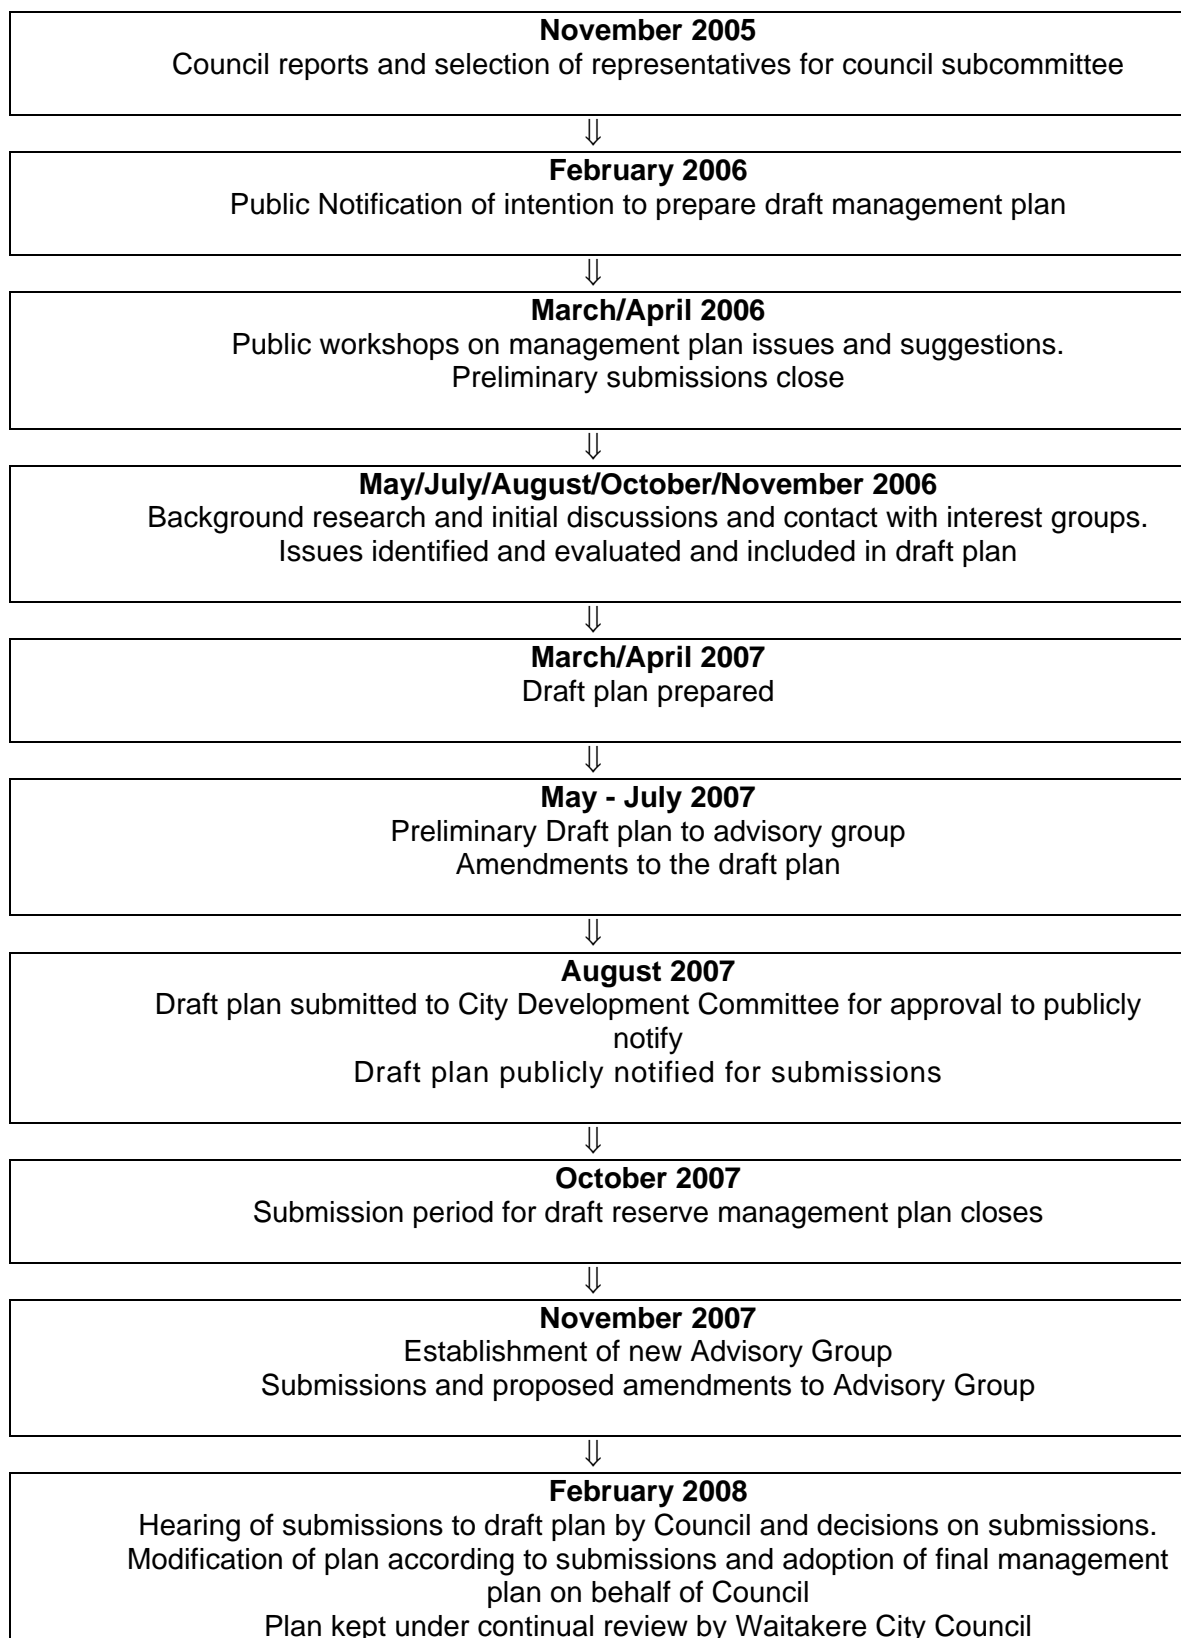 November 2005
Council reports and selection of representatives for council subcommittee
⇓
February 2006
Public Notification of intention to prepare draft management plan
⇓
March/April 2006
Public workshops on management plan issues and suggestions.
Preliminary submissions close
⇓
May/July/August/October/November 2006
Background research and initial discussions and contact with interest groups.
Issues identified and evaluated and included in draft plan
⇓
March/April 2007
Draft plan prepared
⇓
May - July 2007
Preliminary Draft plan to advisory group
Amendments to the draft plan
⇓
August 2007
Draft plan submitted to City Development Committee for approval to publicly
notify
Draft plan publicly notified for submissions
⇓
October 2007
Submission period for draft reserve management plan closes
⇓
November 2007
Establishment of new Advisory Group
Submissions and proposed amendments to Advisory Group
⇓
February 2008
Hearing of submissions to draft plan by Council and decisions on submissions.
Modification of plan according to submissions and adoption of final management
plan on behalf of Council
Plan kept under continual review by Waitakere City Council